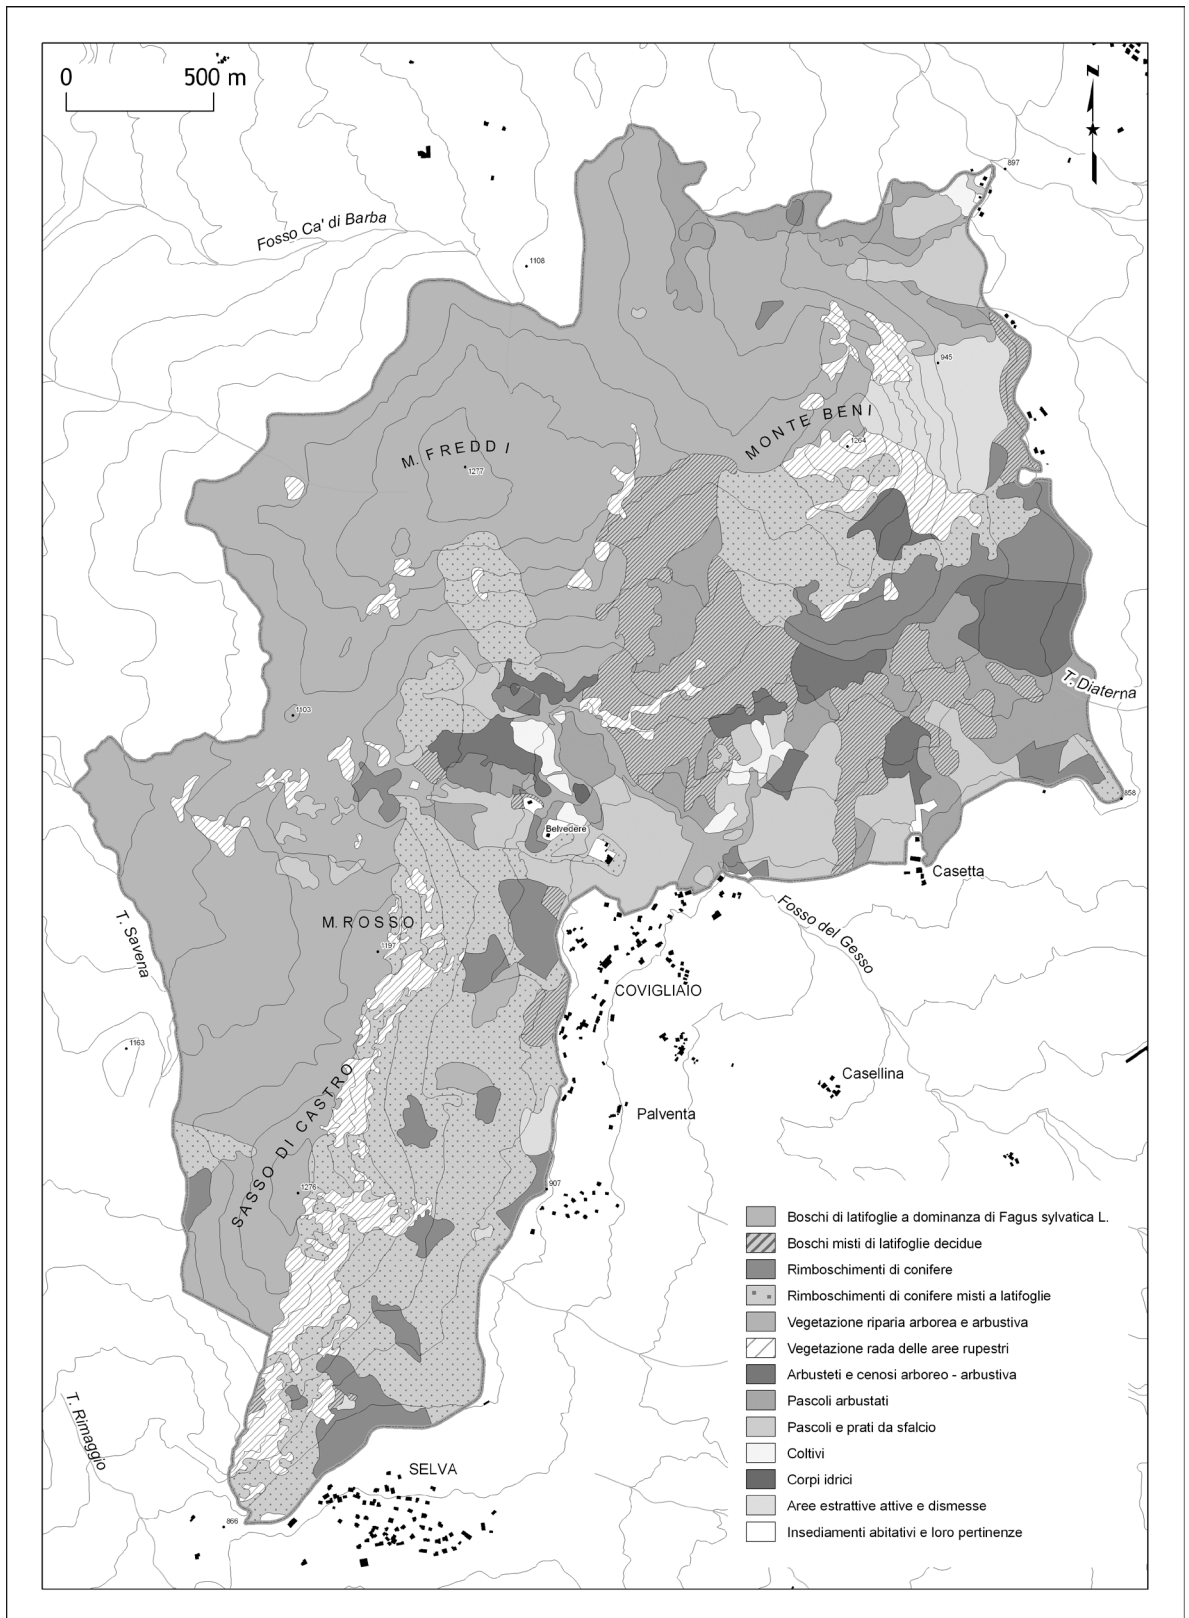 0 500 m
N
897
Fosso Ca' di Barba
1108
945
MONTE BENI
1264
M. FREDDI
1277
T. Diaterna
1103
858
Belvedere
Casetta
M. ROSSO
1197
T. Savena
Fosso del Gesso
COVIGLIAIO
1163
Casellina
SASSO DI CASTRO
Palventa
907
1276
Boschi di latifoglie a dominanza di Fagus sylvatica L.
Boschi misti di latifoglie decidue
Rimboschimenti di conifere
Rimboschimenti di conifere misti a latifoglie
Vegetazione riparia arborea e arbustiva
Vegetazione rada delle aree rupestri
Arbusteti e cenosi arboreo - arbustiva
Pascoli arbustati
Pascoli e prati da sfalcio
Coltivi
Corpi idrici
Aree estrattive attive e dismesse
Insediamenti abitativi e loro pertinenze
T. Rimaggio
SELVA
866